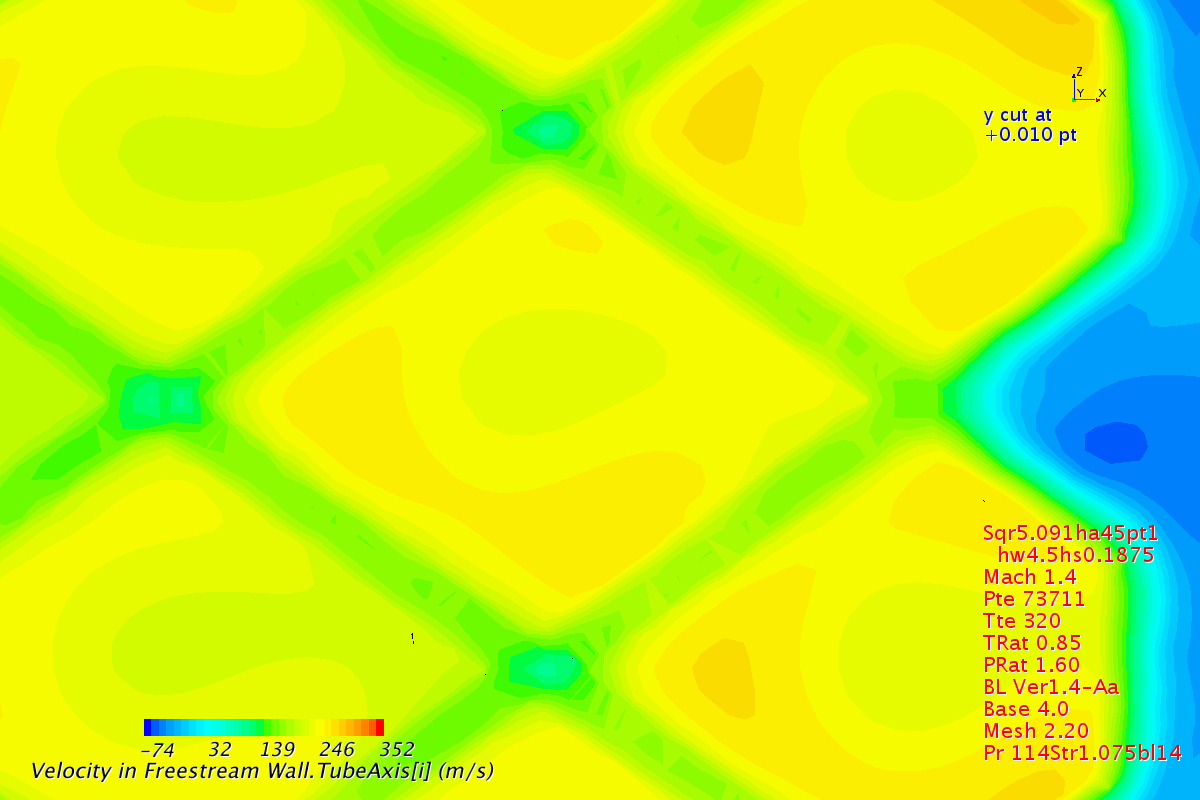 Z
Y X
y cut at
+0.010 pt
Sqr5.091ha45pt1
hw4.5hs0.1875
Mach 1.4
Pte 73711
Tte 320
TRat 0.85
PRat 1.60
BL Ver1.4-Aa
Base 4.0
Mesh 2.20
Pr 114Str1.075bl14
-74 32 139 246 352
Velocity in Freestream Wall.TubeAxis[i] (m/s)